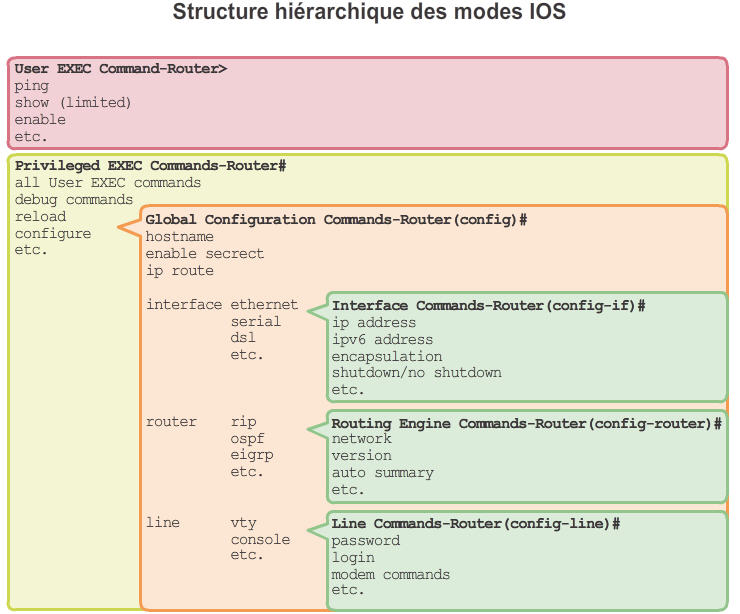 Structure hiérarchique des modes IOS
User EXEC Command-Router>
ping
show (limited)
enable
etc.
Privileged EXEC Commands-Router#
all User EXEC commands
debug commands
reload
configure
etc.
Global Configuration Commands-Router(config)#
hostname
enable secrect
ip route
interface ethernet
serial
dsl
etc.
Interface Commands-Router(config-if)#
ip address
ipv6 address
encapsulation
shutdown/no shutdown
etc.
router rip
ospf
eigrp
etc.
Routing Engine Commands-Router(config-router)#
network
version
auto summary
etc.
line vty
console
etc.
Line Commands-Router(config-line)#
password
login
modem commands
etc.